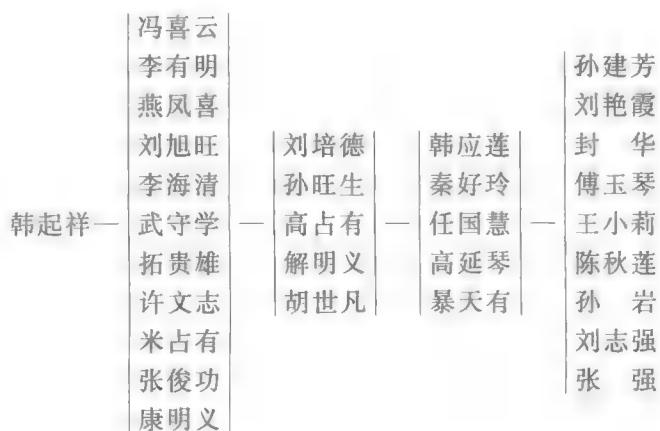 韩起祥
冯喜云
李有明
燕凤喜
刘旭旺
李海清
武守学
拓贵雄
许文志
米占有
张俊功
康明义
刘培德
孙旺生
高占有
解明义
胡世凡
韩应莲
秦好玲
任国慧
高延琴
暴天有
孙建芳
刘艳霞
封华
傅玉琴
王小莉
陈秋莲
孙岩
刘志强
张强